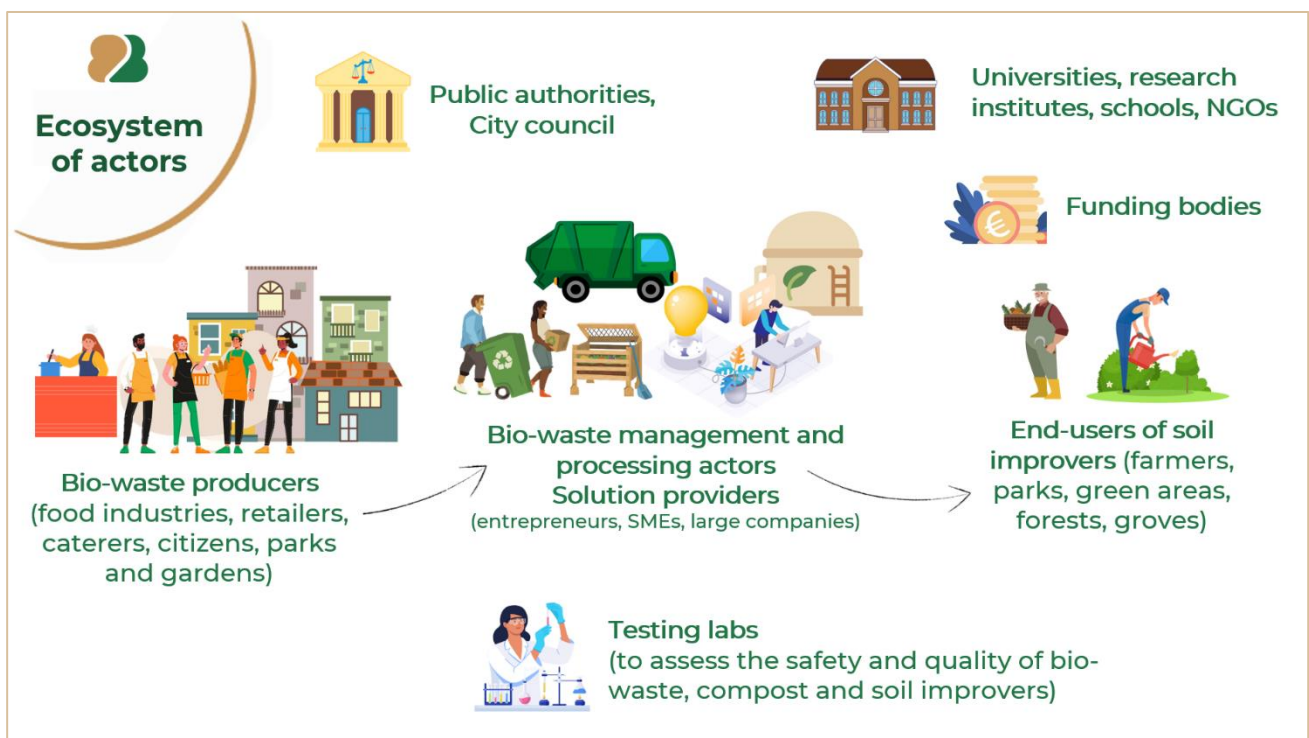 Ecosystem
of actors
Public authorities,
City council
Universities, research
institutes, schools, NGOs
Funding bodies
Bio-waste producers
(food industries, retailers,
caterers, citizens, parks
and gardens)
Bio-waste management and
processing actors
Solution providers
(entrepreneurs, SMEs, large companies)
End-users of soil
improvers (farmers,
parks, green areas,
forests, groves)
Testing labs
(to assess the safety and quality of bio-
waste, compost and soil improvers)